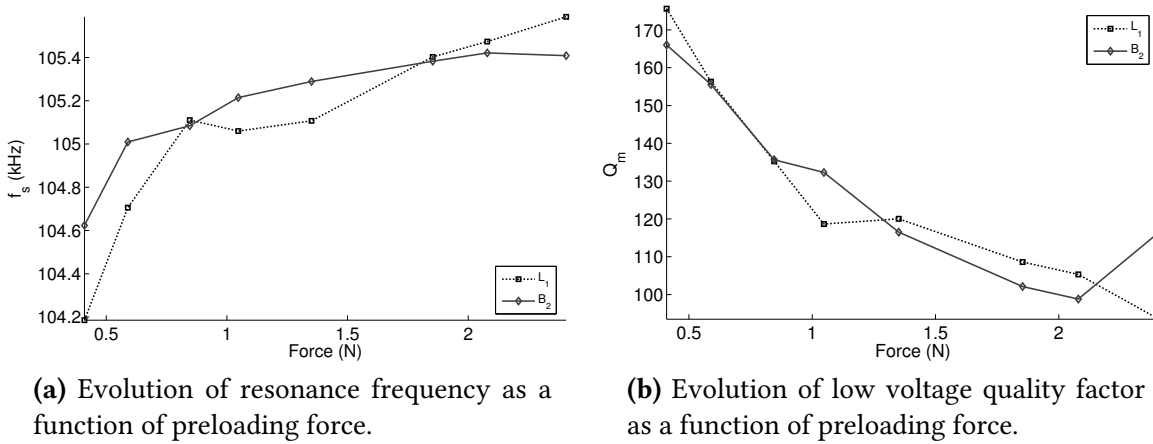 105.4
105.2
105
104.8
104.6
104.4
104.2
f_s (kHz)
0.5 1 1.5 2
Force (N)
L_1
B_2
170
160
150
140
130
120
110
100
Q_m
0.5 1 1.5 2
Force (N)
L_1
B_2
(a) Evolution of resonance frequency as a
function of preloading force.
(b) Evolution of low voltage quality factor
as a function of preloading force.